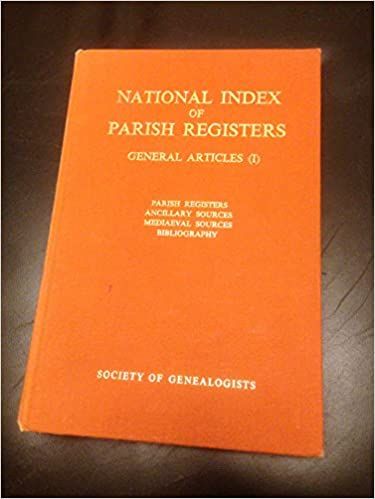 NATIONAL INDEX
OF
PARISH REGISTERS
GENERAL ARTICLES (I)
PARISH REGISTERS
ANCILLARY SOURCES
MEDIAEVAL SOURCES
BIBLIOGRAPHY
SOCIETY OF GENEALOGISTS